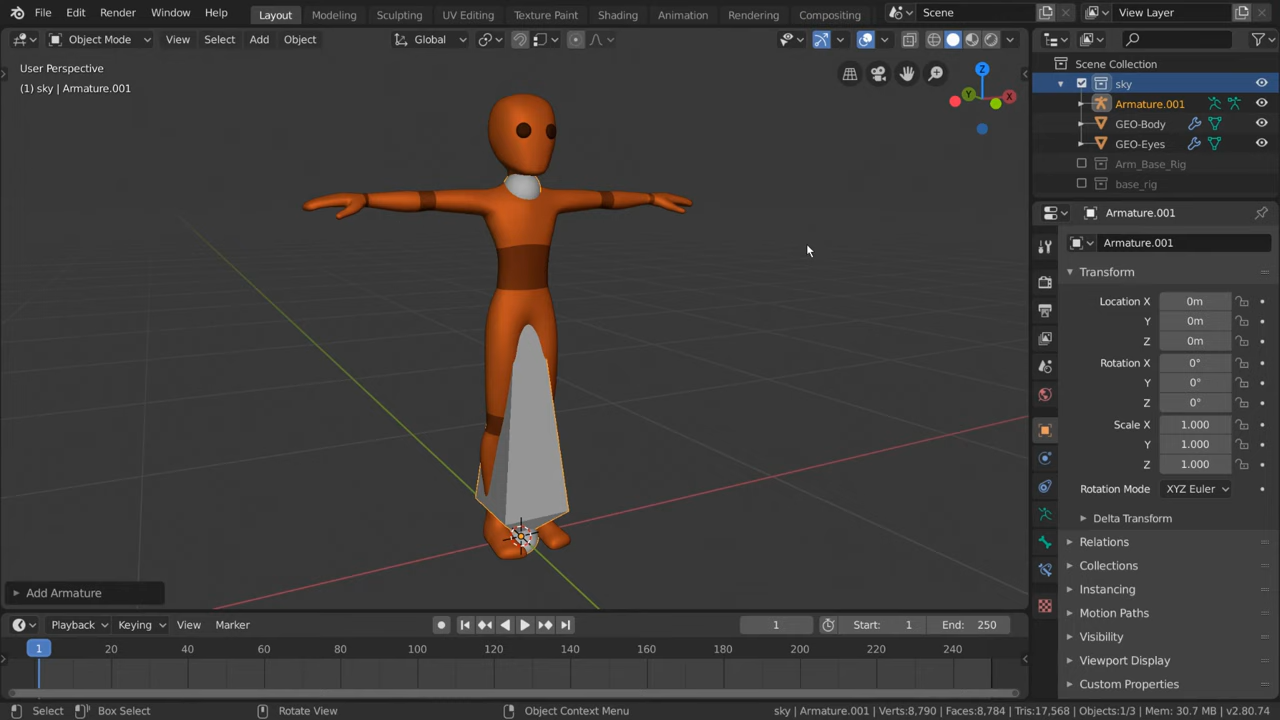 File Edit Render Window Help Layout Modeling Sculpting UV Editing Texture Paint Shading Animation Rendering Compositing Scene View Layer
Object Mode View Select Add Object Global
User Perspective
(1) sky | Armature.001
Z
Y
X
Scene Collection
sky
Armature.001
GEO-Body
GEO-Eyes
Arm_Base_Rig
base_rig
Armature.001
Armature.001
Transform
Location X 0m
Y 0m
Z 0m
Rotation X 0°
Y 0°
Z 0°
Scale X 1.000
Y 1.000
Z 1.000
Rotation Mode XYZ Euler
Delta Transform
Relations
Collections
Instancing
Motion Paths
Visibility
Viewport Display
Custom Properties
Add Armature
Playback Keying View Marker 1 Start: 1 End: 250
1 20 40 60 80 100 120 140 160 180 200 220 240
Select Box Select Rotate View Object Context Menu sky | Armature.001 | Verts:8,790 | Faces:8,784 | Tris:17,568 | Objects:1/3 | Mem: 30.7 MB | v2.80.74